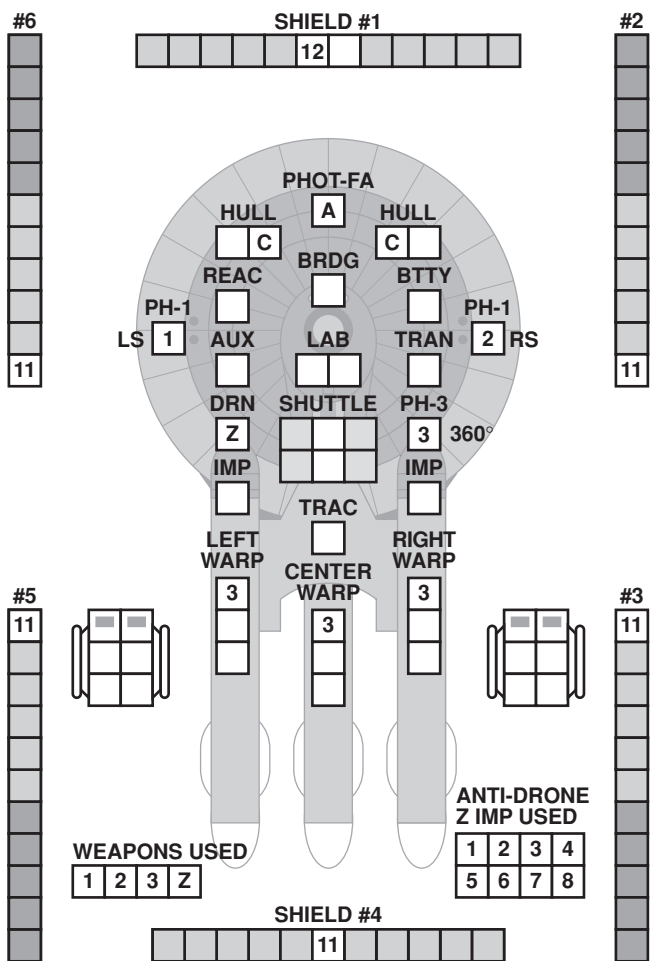 #6 SHIELD #1 #2
12
PHOT-FA
A
HULL HULL
C C
BRDG
REAC BTTY
PH-1 PH-1
LS 1 2 RS
AUX LAB TRAN
11 11
DRN SHUTTLE PH-3
Z 3 360°
IMP IMP
TRAC
LEFT WARP
RIGHT WARP
CENTER WARP
3 3
3
#5 #3
11 11
ANTI-DRONE
Z IMP USED
1 2 3 4
5 6 7 8
WEAPONS USED
1 2 3 Z
SHIELD #4
11